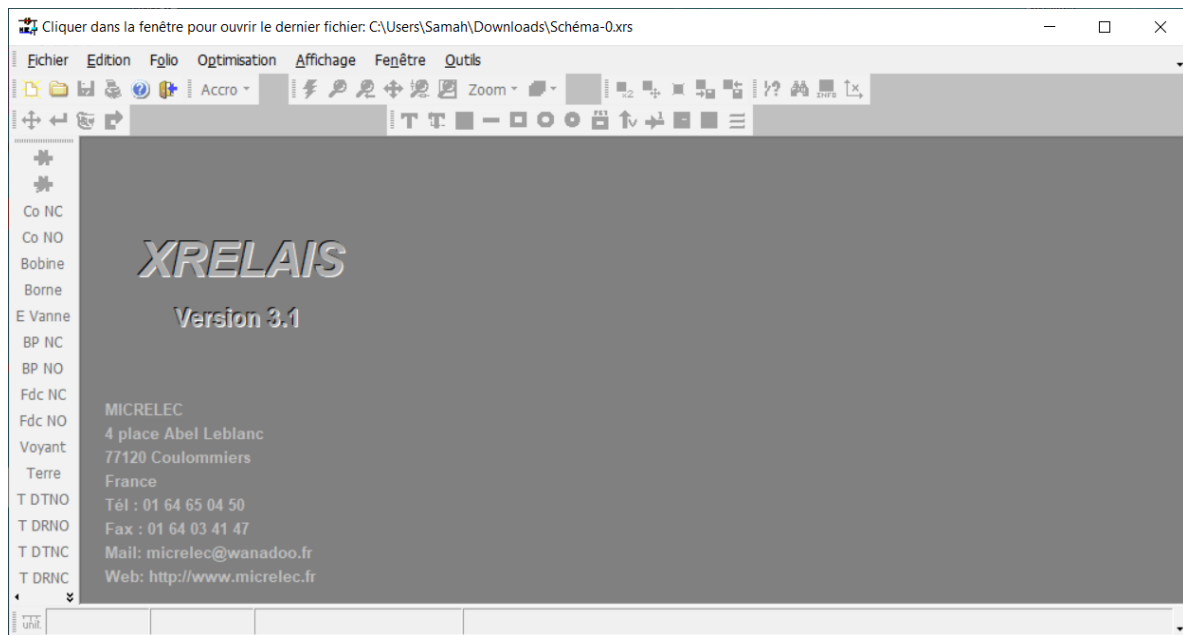 Cliquer dans la fenêtre pour ouvrir le dernier fichier: C:\Users\Samah\Downloads\Schéma-0.xrs
Fichier Edition Folio Optimisation Affichage Fenêtre Outils
Accro Zoom
Co NC
Co NO
Bobine
Borne
E Vanne
BP NC
BP NO
Fdc NC
Fdc NO
Voyant
Terre
T DTNO
T DRNO
T DTNC
T DRNC
XRELAIS
Version 3.1
MICRELEC
4 place Abel Leblanc
77120 Coulommiers
France
Tél : 01 64 65 04 50
Fax : 01 64 03 41 47
Mail: micrelec@wanadoo.fr
Web: http://www.micrelec.fr
unit.